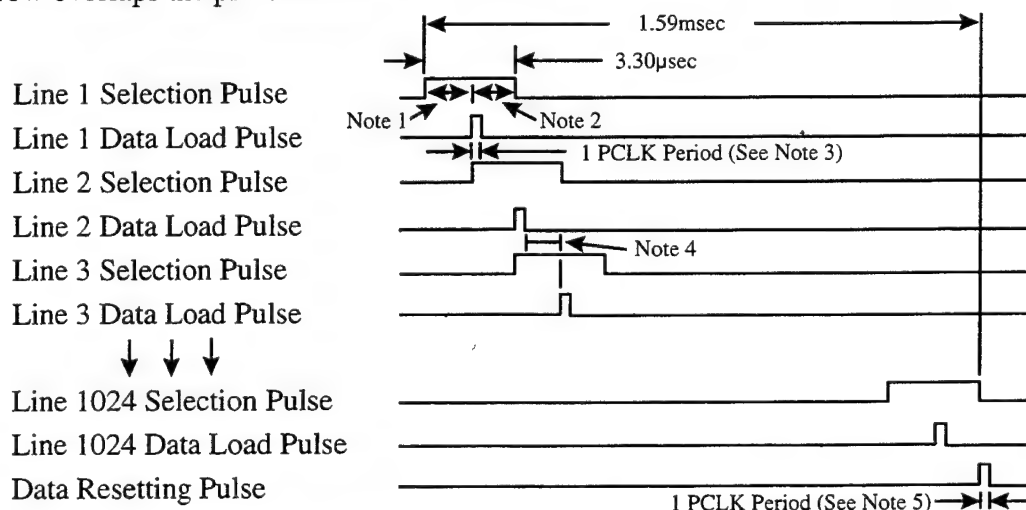 1.59msec
3.30µsec
Line 1 Selection Pulse
Note 1
Note 2
Line 1 Data Load Pulse
1 PCLK Period (See Note 3)
Line 2 Selection Pulse
Line 2 Data Load Pulse
Note 4
Line 3 Selection Pulse
Line 3 Data Load Pulse
Line 1024 Selection Pulse
Line 1024 Data Load Pulse
Data Resetting Pulse
1 PCLK Period (See Note 5)